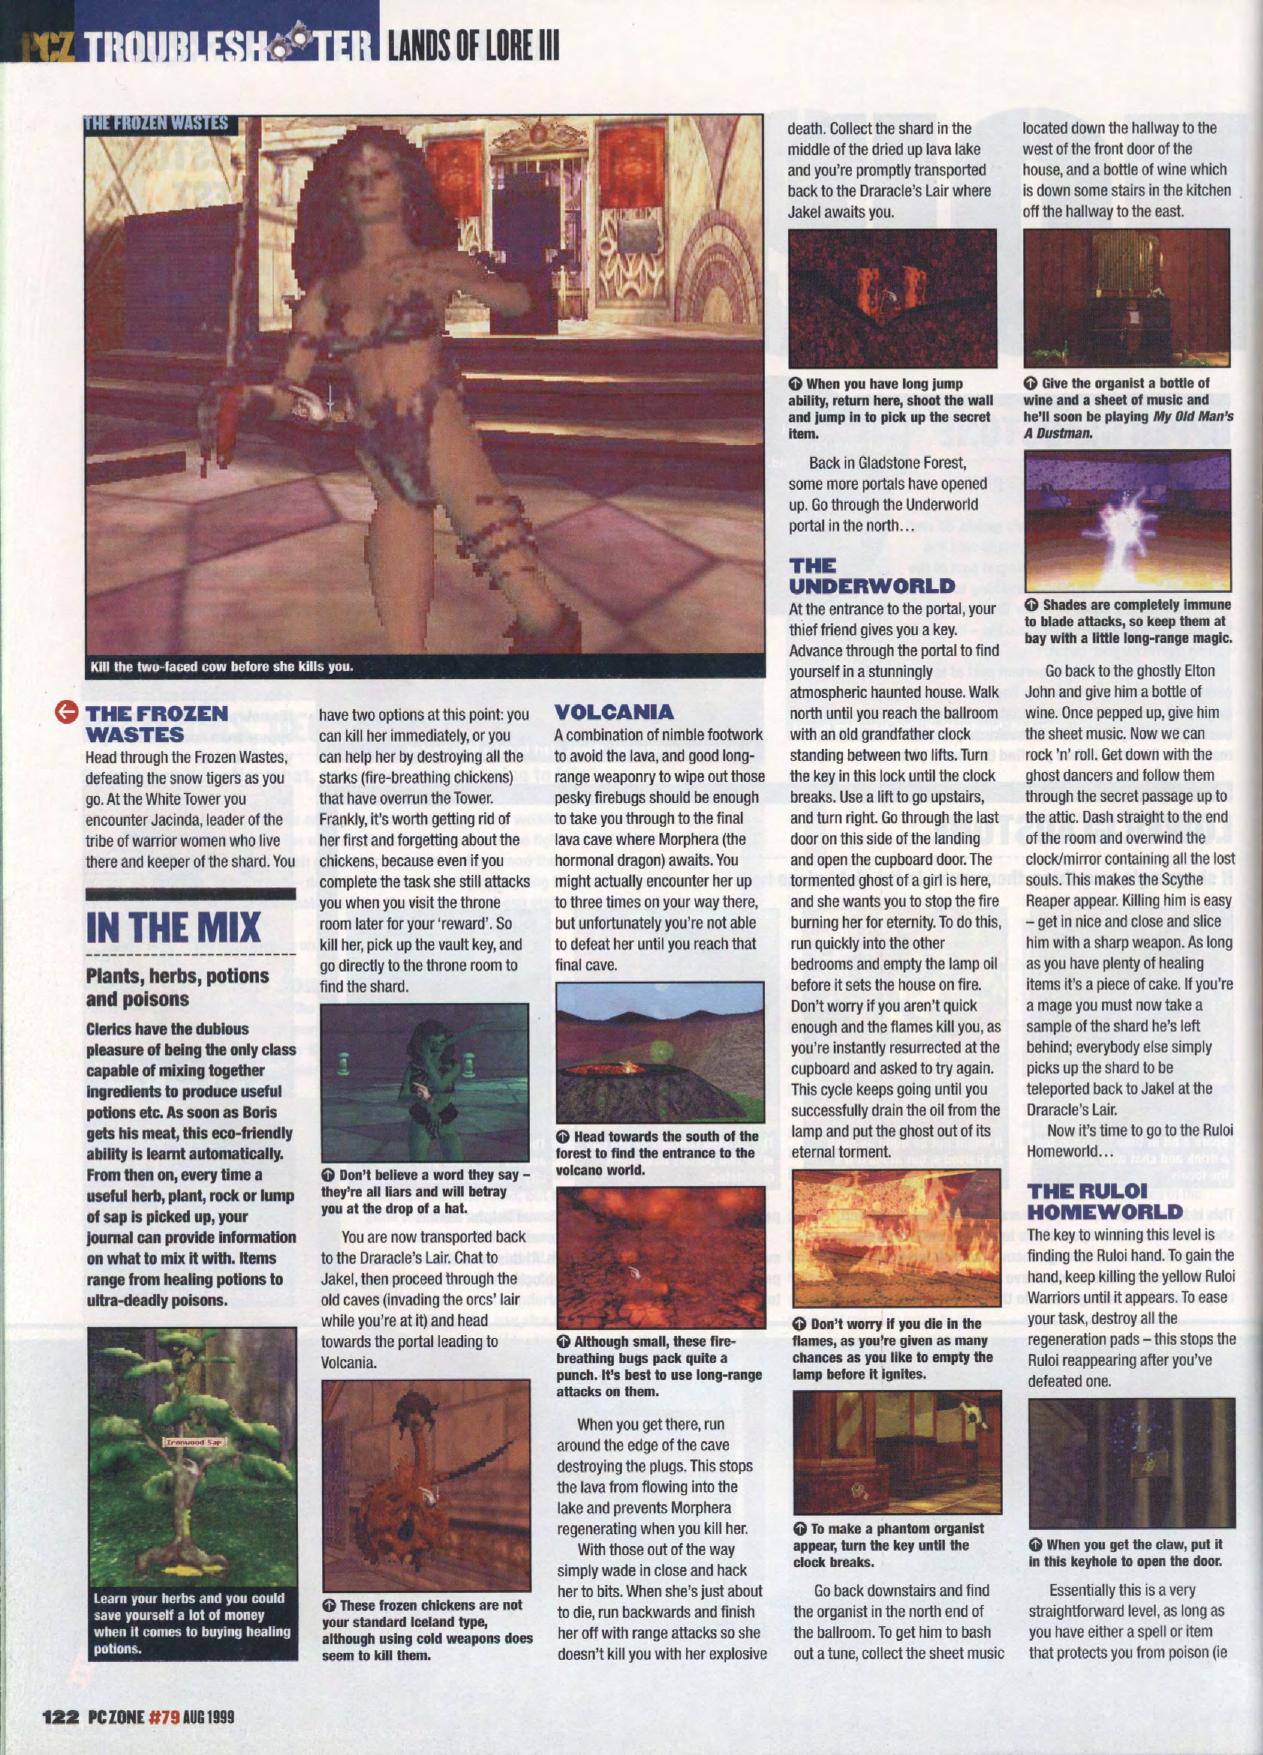 PCZ TROUBLESHOOTER LANDS OF LORE III
THE FROZEN WASTES
Kill the two-faced cow before she kills you.
THE FROZEN
WASTES
Head through the Frozen Wastes,
defeating the snow tigers as you
go. At the White Tower you
encounter Jacinda, leader of the
tribe of warrior women who live
there and keeper of the shard. You
IN THE MIX
Plants, herbs, potions
and poisons
Clerics have the dubious
pleasure of being the only class
capable of mixing together
ingredients to produce useful
potions etc. As soon as Boris
gets his meat, this eco-friendly
ability is learnt automatically.
From then on, every time a
useful herb, plant, rock or lump
of sap is picked up, your
journal can provide information
on what to mix it with. Items
range from healing potions to
ultra-deadly poisons.
Ironwood Sap
Learn your herbs and you could
save yourself a lot of money
when it comes to buying healing
potions.
have two options at this point: you
can kill her immediately, or you
can help her by destroying all the
starks (fire-breathing chickens)
that have overrun the Tower.
Frankly, it's worth getting rid of
her first and forgetting about the
chickens, because even if you
complete the task she still attacks
you when you visit the throne
room later for your 'reward'. So
kill her, pick up the vault key, and
go directly to the throne room to
find the shard.
Don't believe a word they say –
they're all liars and will betray
you at the drop of a hat.
You are now transported back
to the Draracle's Lair. Chat to
Jakel, then proceed through the
old caves (invading the orcs' lair
while you're at it) and head
towards the portal leading to
Volcania.
These frozen chickens are not
your standard Iceland type,
although using cold weapons does
seem to kill them.
VOLCANIA
A combination of nimble footwork
to avoid the lava, and good long-
range weaponry to wipe out those
pesky firebugs should be enough
to take you through to the final
lava cave where Morphera (the
hormonal dragon) awaits. You
might actually encounter her up
to three times on your way there,
but unfortunately you're not able
to defeat her until you reach that
final cave.
Head towards the south of the
forest to find the entrance to the
volcano world.
Although small, these fire-
breathing bugs pack quite a
punch. It's best to use long-range
attacks on them.
When you get there, run
around the edge of the cave
destroying the plugs. This stops
the lava from flowing into the
lake and prevents Morphera
regenerating when you kill her.
With those out of the way
simply wade in close and hack
her to bits. When she's just about
to die, run backwards and finish
her off with range attacks so she
doesn't kill you with her explosive
death. Collect the shard in the
middle of the dried up lava lake
and you're promptly transported
back to the Draracle's Lair where
Jakel awaits you.
When you have long jump
ability, return here, shoot the wall
and jump in to pick up the secret
item.
Back in Gladstone Forest,
some more portals have opened
up. Go through the Underworld
portal in the north...
THE
UNDERWORLD
At the entrance to the portal, your
thief friend gives you a key.
Advance through the portal to find
yourself in a stunningly
atmospheric haunted house. Walk
north until you reach the ballroom
with an old grandfather clock
standing between two lifts. Turn
the key in this lock until the clock
breaks. Use a lift to go upstairs,
and turn right. Go through the last
door on this side of the landing
and open the cupboard door. The
tormented ghost of a girl is here,
and she wants you to stop the fire
burning her for eternity. To do this,
run quickly into the other
bedrooms and empty the lamp oil
before it sets the house on fire.
Don't worry if you aren't quick
enough and the flames kill you, as
you're instantly resurrected at the
cupboard and asked to try again.
This cycle keeps going until you
successfully drain the oil from the
lamp and put the ghost out of its
eternal torment.
Don't worry if you die in the
flames, as you're given as many
chances as you like to empty the
lamp before it ignites.
To make a phantom organist
appear, turn the key until the
clock breaks.
Go back downstairs and find
the organist in the north end of
the ballroom. To get him to bash
out a tune, collect the sheet music
located down the hallway to the
west of the front door of the
house, and a bottle of wine which
is down some stairs in the kitchen
off the hallway to the east.
Give the organist a bottle of
wine and a sheet of music and
he'll soon be playing My Old Man's
A Dustman.
Shades are completely immune
to blade attacks, so keep them at
bay with a little long-range magic.
Go back to the ghostly Elton
John and give him a bottle of
wine. Once pepped up, give him
the sheet music. Now we can
rock 'n' roll. Get down with the
ghost dancers and follow them
through the secret passage up to
the attic. Dash straight to the end
of the room and overwind the
clock/mirror containing all the lost
souls. This makes the Scythe
Reaper appear. Killing him is easy
– get in nice and close and slice
him with a sharp weapon. As long
as you have plenty of healing
items it's a piece of cake. If you're
a mage you must now take a
sample of the shard he's left
behind; everybody else simply
picks up the shard to be
teleported back to Jakel at the
Draracle's Lair.
Now it's time to go to the Ruloi
Homeworld...
THE RULOI
HOMEWORLD
The key to winning this level is
finding the Ruloi hand. To gain the
hand, keep killing the yellow Ruloi
Warriors until it appears. To ease
your task, destroy all the
regeneration pads – this stops the
Ruloi reappearing after you've
defeated one.
When you get the claw, put it
in this keyhole to open the door.
Essentially this is a very
straightforward level, as long as
you have either a spell or item
that protects you from poison (ie
122 PC ZONE #79 AUG 1999